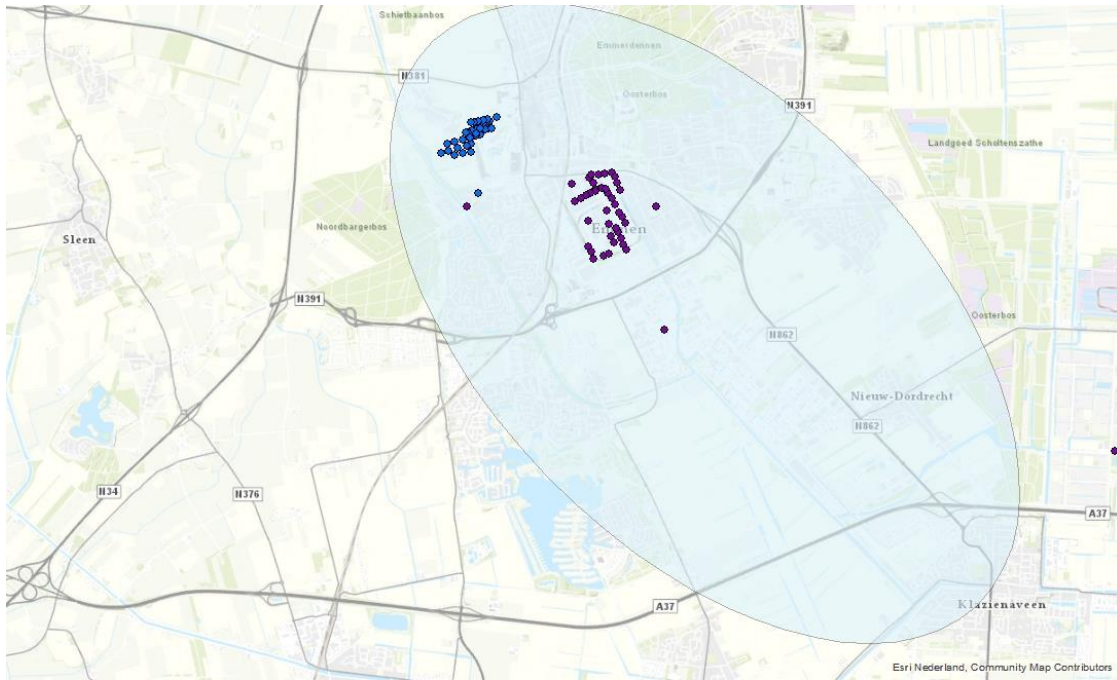 Schietbaanbos
Emmerdennen
N381
Oosterbos
N391
Landgoed Scholtenszathe
Noordbargerbos
Sleen
Emmen
N391
Oosterbos
N862
Nieuw-Dordrecht
N862
N34
N376
A37
A37
Klazienaveen
Esri Nederland, Community Map Contributors